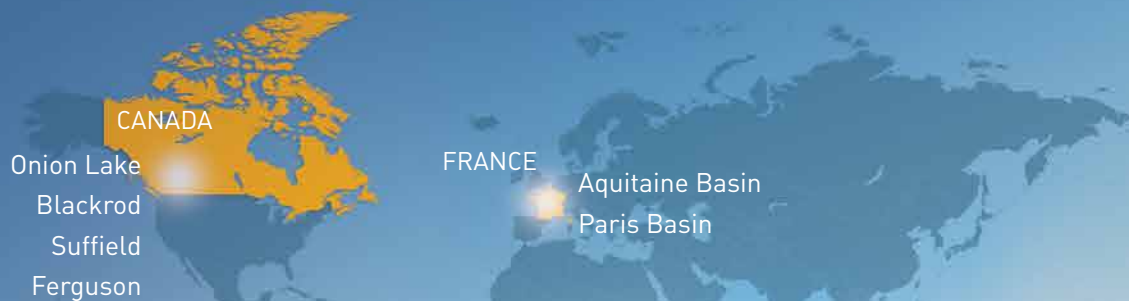 CANADA
Onion Lake
Blackrod
Suffield
Ferguson
FRANCE
Aquitaine Basin
Paris Basin